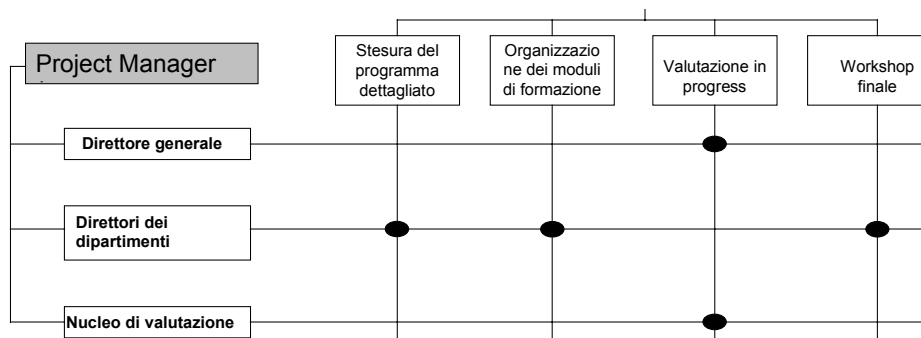 Project Manager
Stesura del
programma
dettagliato
Organizzazio
ne dei moduli
di formazione
Valutazione in
progress
Workshop
finale
Direttore generale
Direttori dei
dipartimenti
Nucleo di valutazione